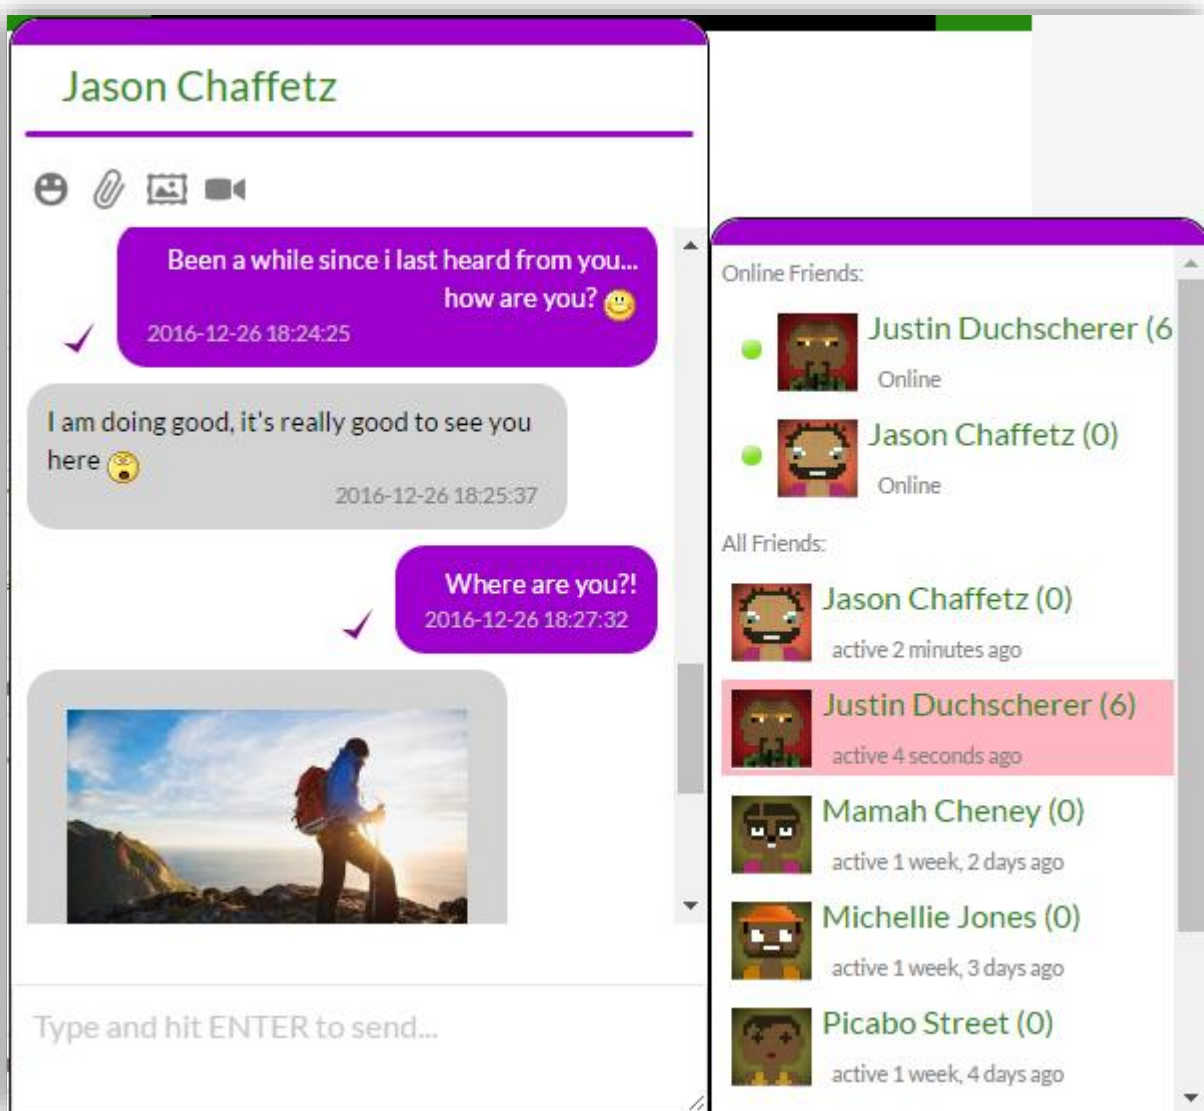 Jason Chaffetz
Been a while since i last heard from you...
how are you?
2016-12-26 18:24:25
I am doing good, it's really good to see you
here
2016-12-26 18:25:37
Where are you?!
2016-12-26 18:27:32
Type and hit ENTER to send...
Online Friends:
Justin Duchscherer (6
Online
Jason Chaffetz (0)
Online
All Friends:
Jason Chaffetz (0)
active 2 minutes ago
Justin Duchscherer (6)
active 4 seconds ago
Mamah Cheney (0)
active 1 week, 2 days ago
Michellie Jones (0)
active 1 week, 3 days ago
Picabo Street (0)
active 1 week, 4 days ago